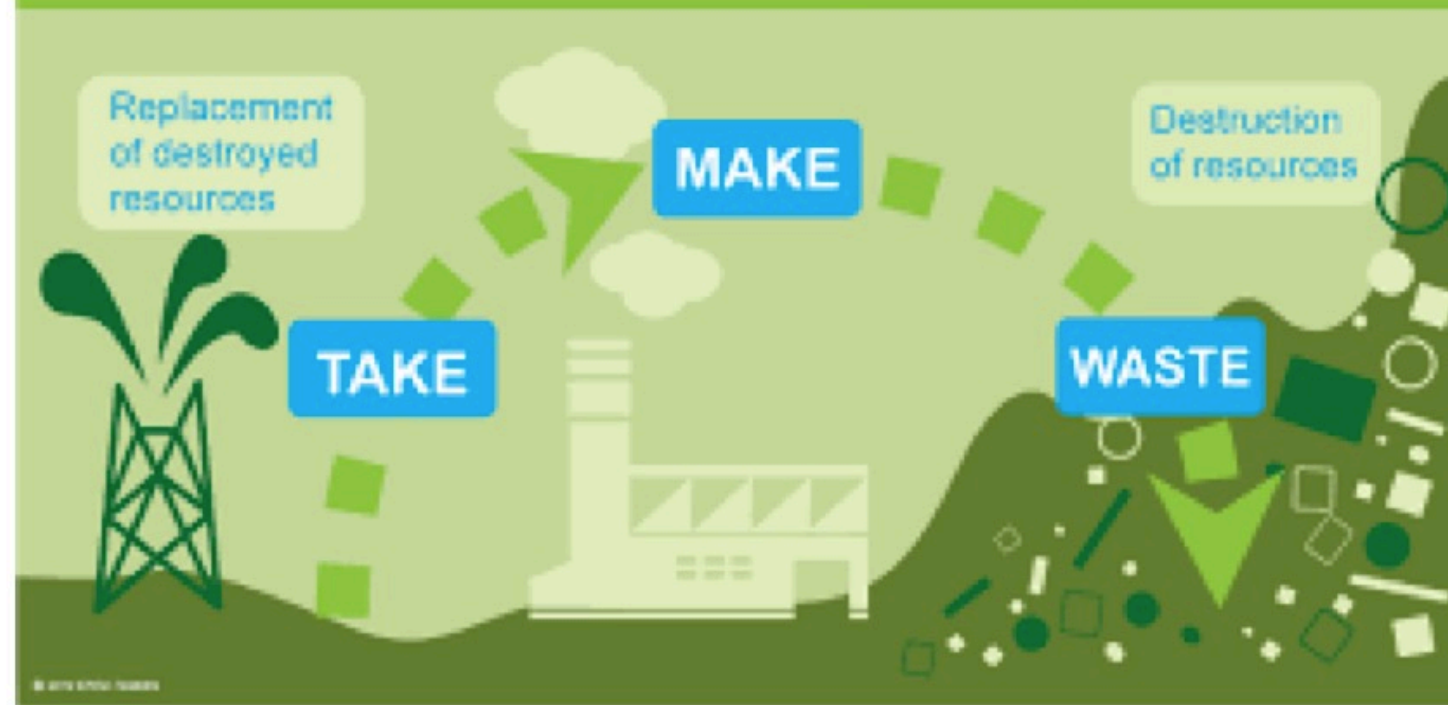 Replacement
of destroyed
resources
MAKE
Destruction
of resources
TAKE
WASTE